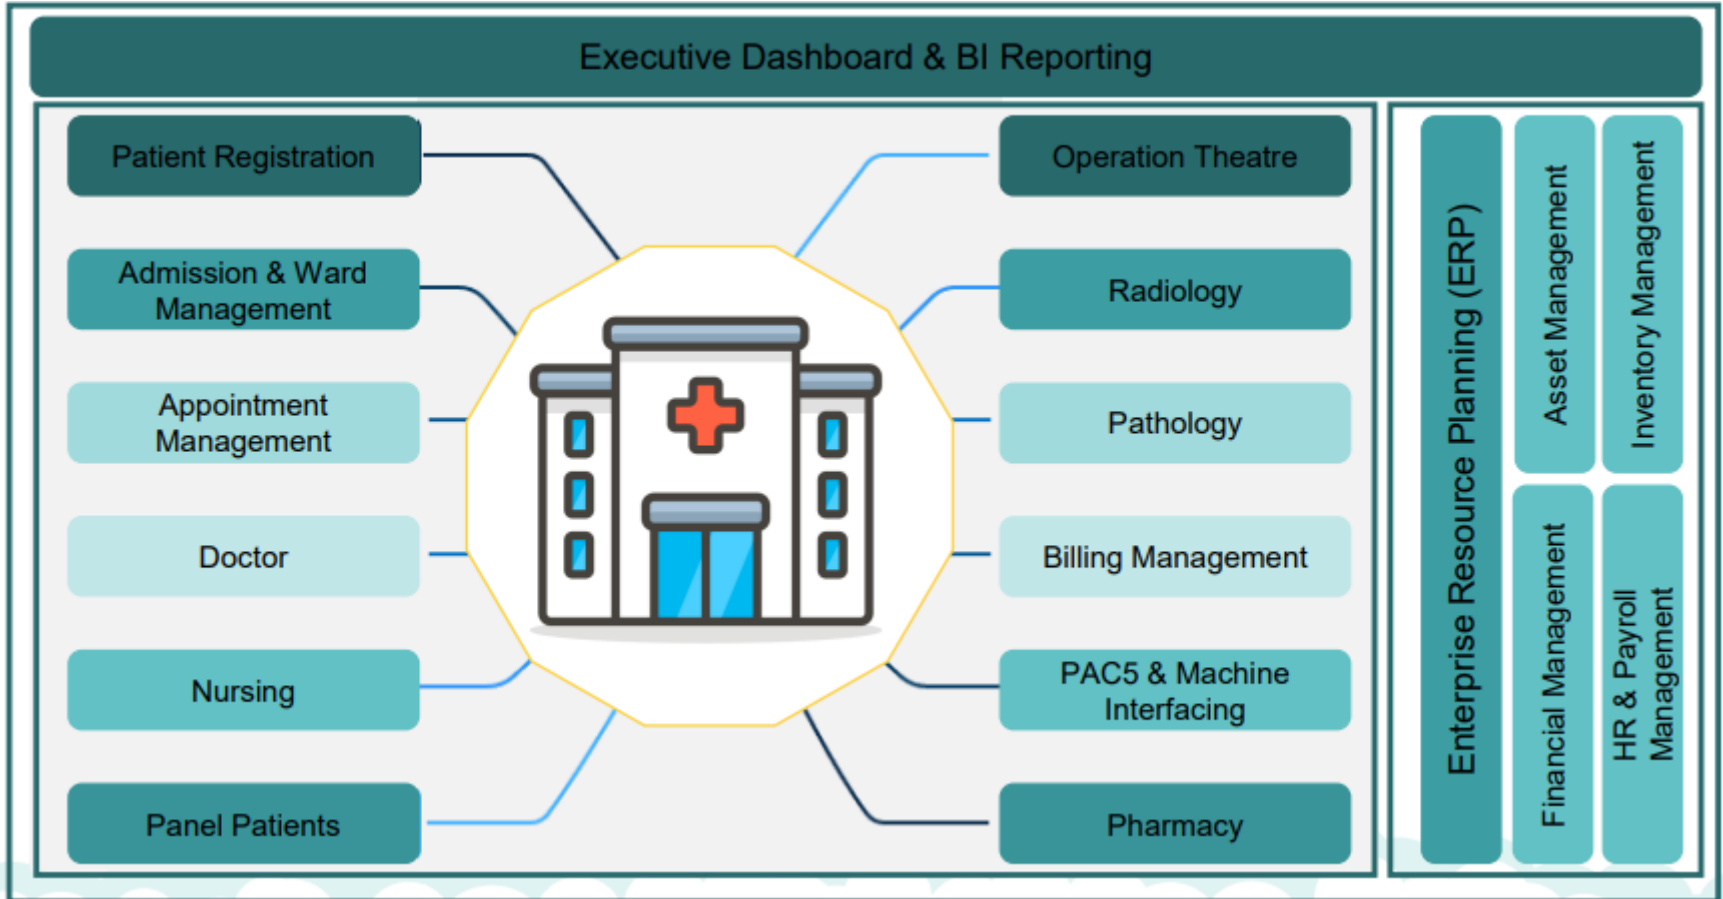 Executive Dashboard & BI Reporting
Patient Registration
Admission & Ward
Management
Appointment
Management
Doctor
Nursing
Panel Patients
Operation Theatre
Radiology
Pathology
Billing Management
PAC5 & Machine
Interfacing
Pharmacy
Enterprise Resource Planning (ERP)
Asset Management
Inventory Management
Financial Management
HR & Payroll
Management